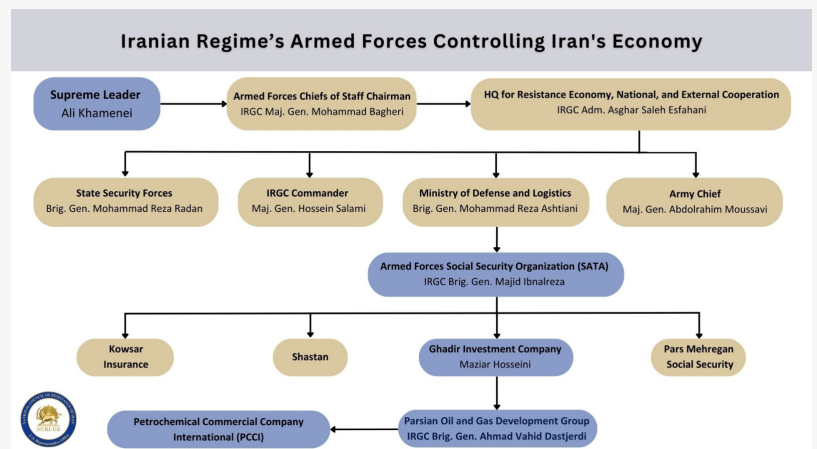 Iranian Regime's Armed Forces Controlling Iran's Economy
Supreme Leader
Ali Khamenei
Armed Forces Chiefs of Staff Chairman
IRGC Maj. Gen. Mohammad Bagheri
HQ for Resistance Economy, National, and External Cooperation
IRGC Adm. Asghar Saleh Esfahani
State Security Forces
Brig. Gen. Mohammad Reza Radan
IRGC Commander
Maj. Gen. Hossein Salami
Ministry of Defense and Logistics
Brig. Gen. Mohammad Reza Ashtiani
Army Chief
Maj. Gen. Abdolrahim Moussavi
Armed Forces Social Security Organization (SATA)
IRGC Brig. Gen. Majid Ibnalreza
Kowsar
Insurance
Shastan
Ghadir Investment Company
Maziar Hosseini
Pars Mehregan
Social Security
Petrochemical Commercial Company
International (PCCI)
Parsian Oil and Gas Development Group
IRGC Brig. Gen. Ahmad Vahid Dastjerdi
NCRI-US